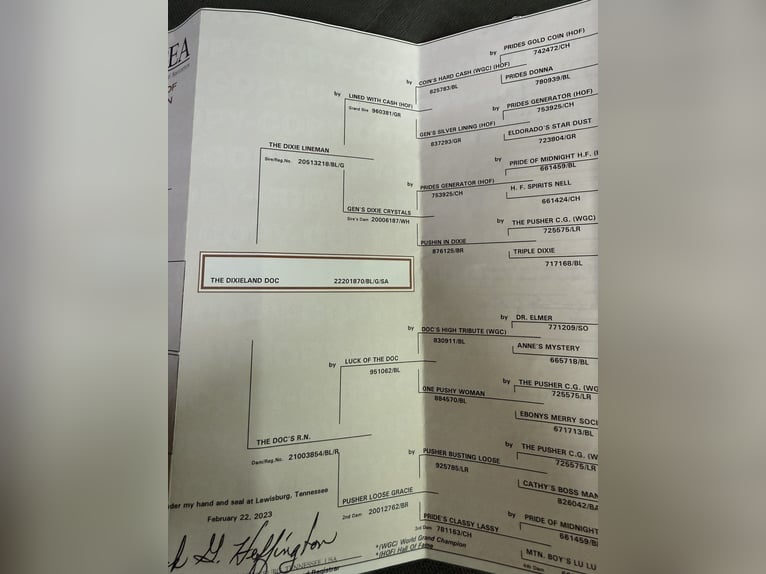 EA
OF
N
by PRIDES GOLD COIN (HOF)
742472/CH
by COIN'S HARD CASH (WGC) (HOF)
825783/BL
PRIDES DONNA
780939/BL
by LINED WITH CASH (HOF)
Grand Sire 960381/GR
by PRIDES GENERATOR (HOF)
753925/CH
GEN'S SILVER LINING (HOF)
837293/GR
ELDORADO'S STAR DUST
723804/GR
THE DIXIE LINEMAN
Sire/Reg.No. 20513218/BL/G
by PRIDE OF MIDNIGHT H.F. (
661459/BL
by PRIDES GENERATOR (HOF)
753925/CH
H. F. SPIRITS NELL
661424/CH
GEN'S DIXIE CRYSTALS
Sire's Dam 20006187/WH
by THE PUSHER C.G. (WGC)
725575/LR
PUSHIN IN DIXIE
876125/BR
TRIPLE DIXIE
717168/BL
THE DIXIELAND DOC 22201870/BL/G/SA
by DR. ELMER
771209/SO
by DOC'S HIGH TRIBUTE (WGC)
830911/BL
ANNE'S MYSTERY
665718/BL
by LUCK OF THE DOC
951062/BL
by THE PUSHER C.G. (WG
725575/LR
ONE PUSHY WOMAN
884570/BL
EBONYS MERRY SOCI
671713/BL
THE DOC'S R.N.
Dam/Reg.No. 21003854/BL/R
by THE PUSHER C.G. (W
725575/LR
by PUSHER BUSTING LOOSE
925785/LR
CATHY'S BOSS MAN
826042/BA
PUSHER LOOSE GRACIE
2nd Dam 20012762/BR
by PRIDE OF MIDNIGHT
661459/B
PRIDE'S CLASSY LASSY
3rd Dam 781153/CH
MTN. BOY'S LU LU
4th Dam
der my hand and seal at Lewisburg, Tennessee
February 22, 2023
Heffington
*(WGC) World Grand Champion
*(HOF) Hall Of Fame
Registrar